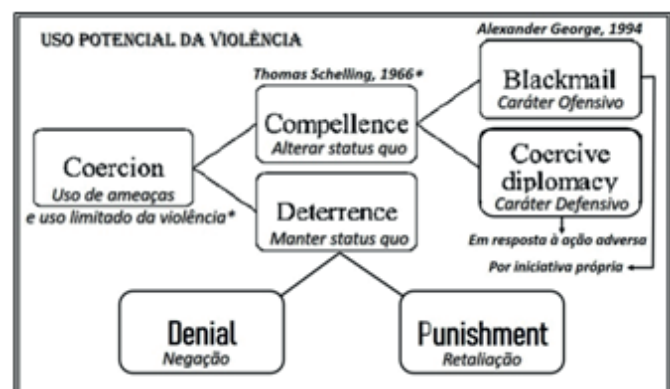 USO POTENCIAL DA VIOLÊNCIA
Alexander George, 1994
Thomas Schelling, 1966*
Blackmail
Caráter Ofensivo
Compellence
Alterar status quo
Coercion
Uso de ameaças
e uso limitado da violência*
Coercive
diplomacy
Caráter Defensivo
Deterrence
Manter status quo
Em resposta à ação adversa
Por iniciativa própria
Denial
Negação
Punishment
Retaliação